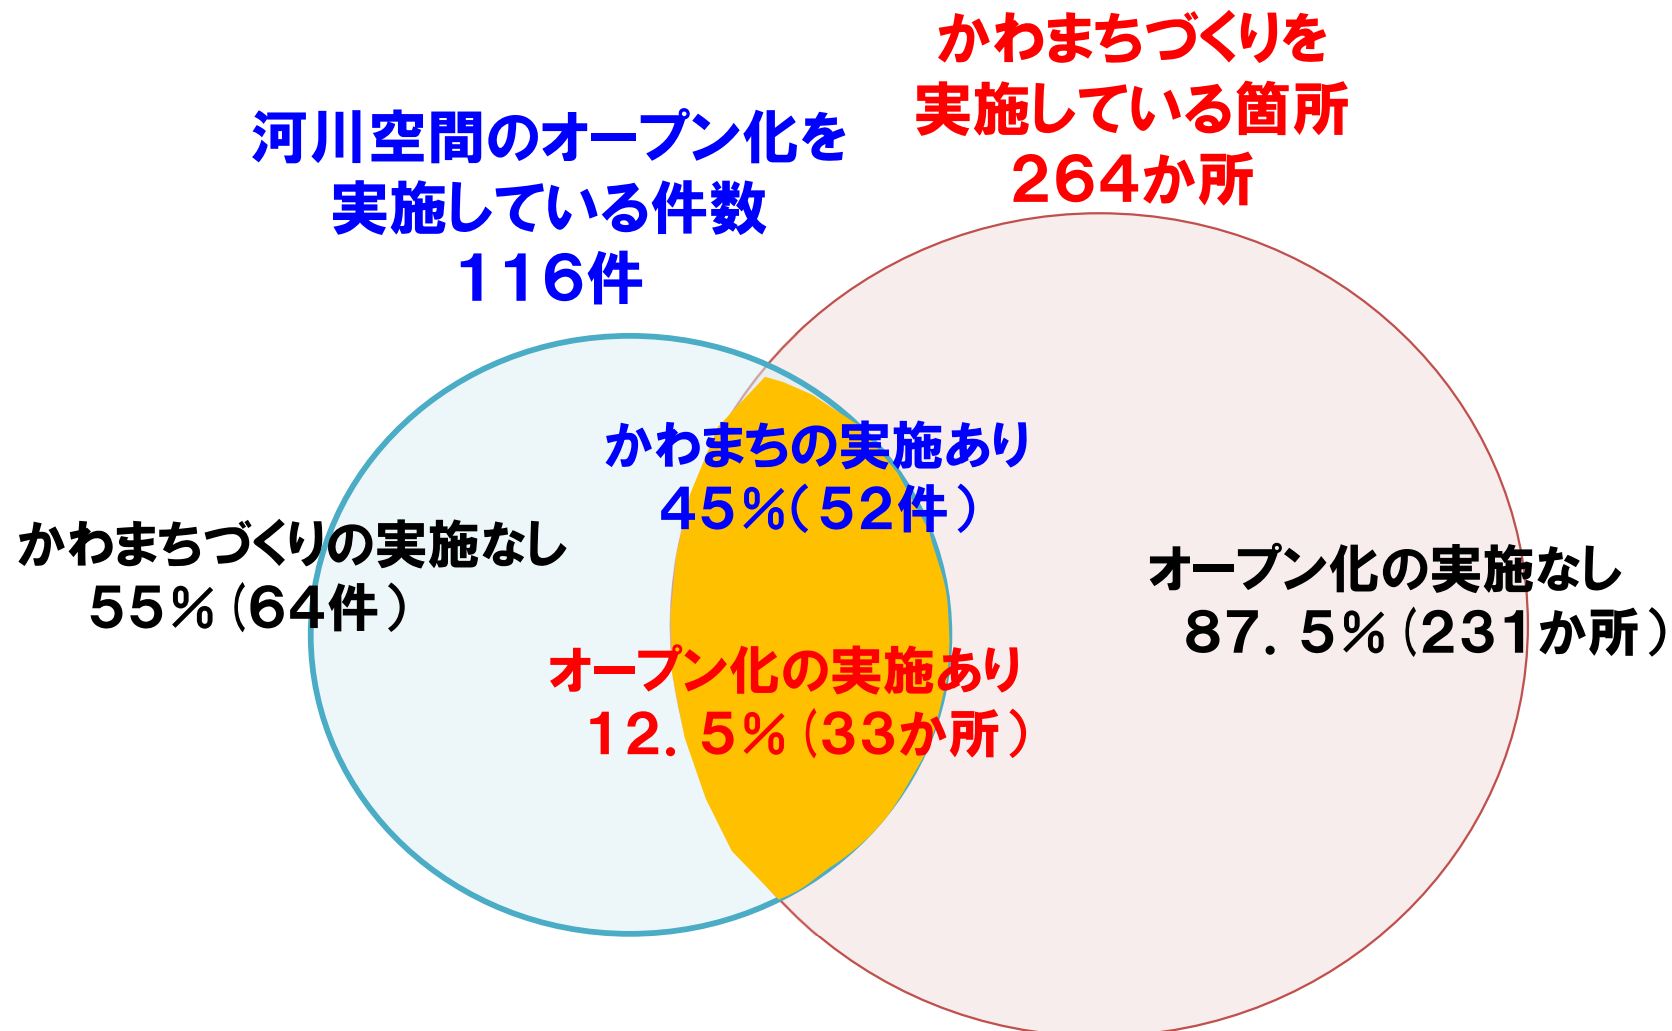 かわまちづくりを
実施している箇所
264か所
河川空間のオープン化を
実施している件数
116件
かわまちの実施あり
45%(52件)
かわまちづくりの実施なし
55%(64件)
オープン化の実施なし
87.5%(231か所)
オープン化の実施あり
12.5%(33か所)